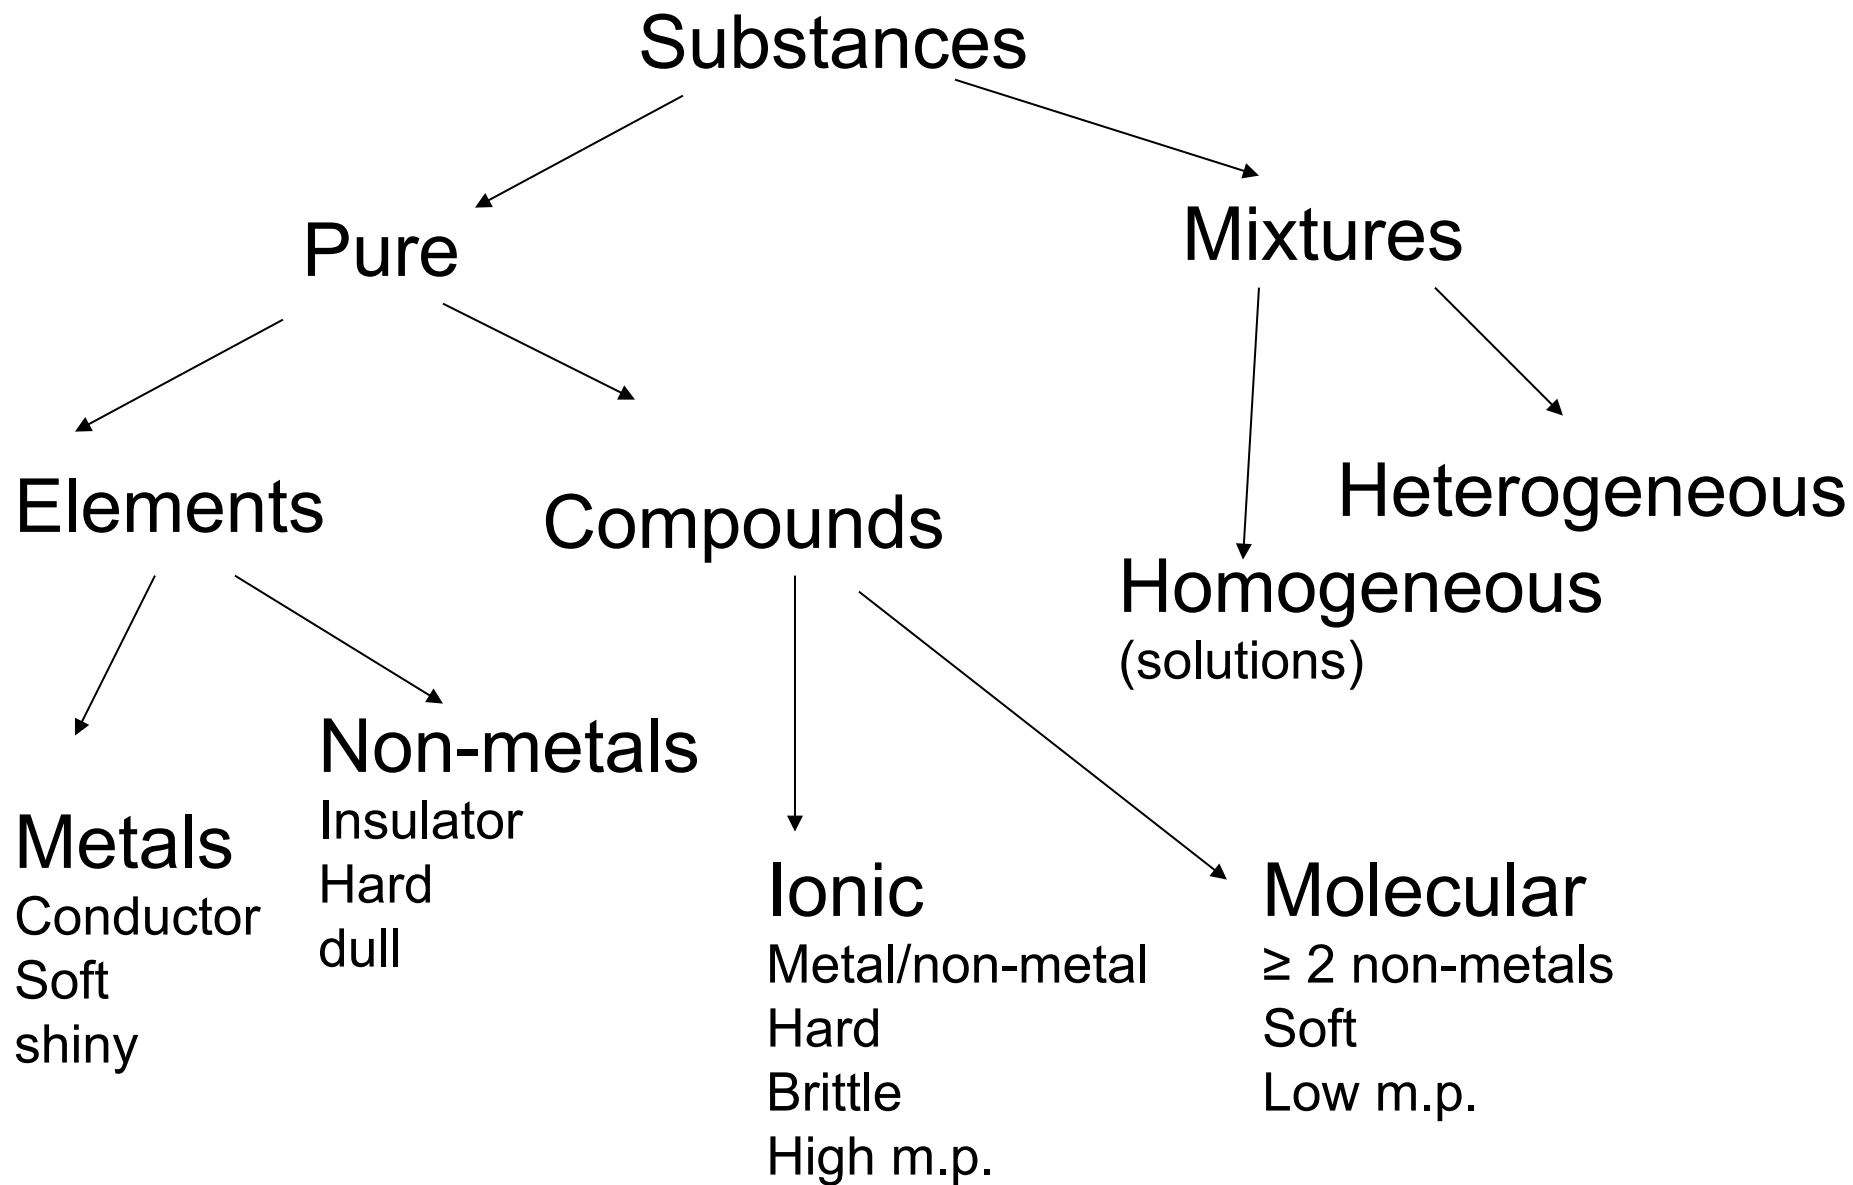 Substances
Pure
Mixtures
Elements
Compounds
Heterogeneous
Homogeneous
(solutions)
Non-metals
Insulator
Hard
dull
Metals
Conductor
Soft
shiny
Ionic
Metal/non-metal
Hard
Brittle
High m.p.
Molecular
≥ 2 non-metals
Soft
Low m.p.